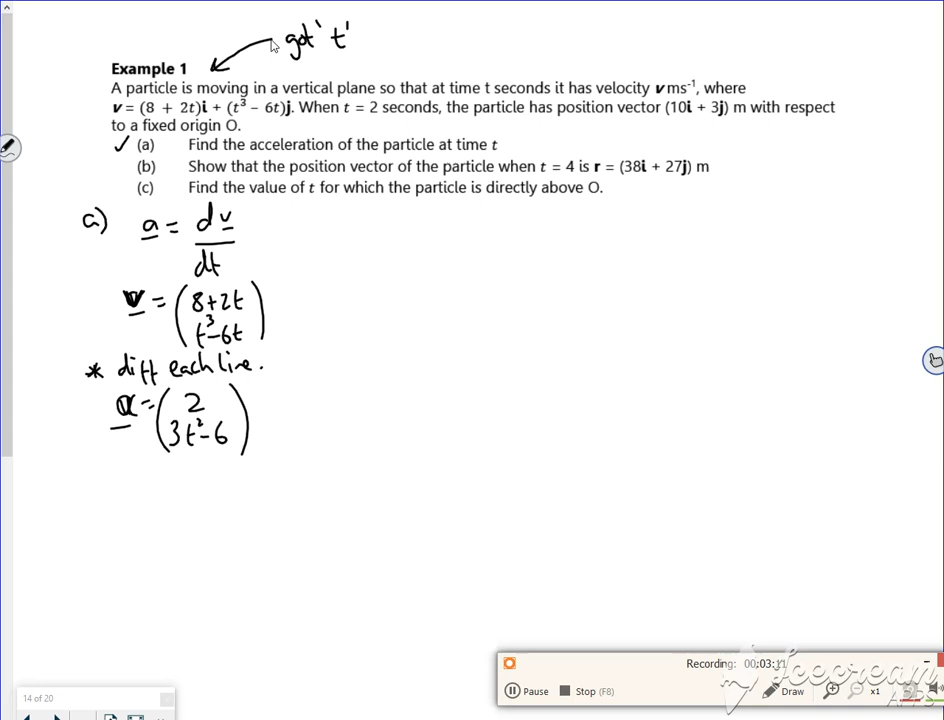 got 't'
Example 1
A particle is moving in a vertical plane so that at time t seconds it has velocity v ms⁻¹, where
v = (8 + 2t)i + (t³ − 6t)j. When t = 2 seconds, the particle has position vector (10i + 3j) m with respect
to a fixed origin O.
✓ (a) Find the acceleration of the particle at time t
(b) Show that the position vector of the particle when t = 4 is r = (38i + 27j) m
(c) Find the value of t for which the particle is directly above O.
a) a = dv
dt
v = (8+2t
t³-6t)
* diff each line.
a = (2
3t²-6)
Recording: 00:03:11
Pause Stop (F8) Draw x1
Icecream
APPS
14 of 20